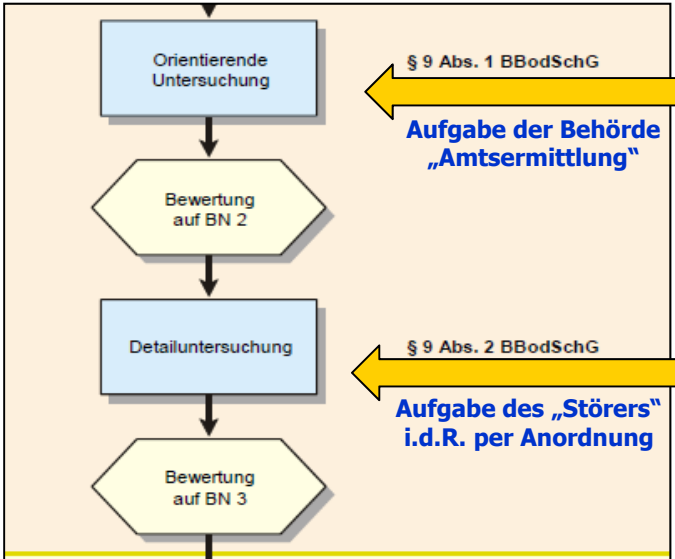 Orientierende
Untersuchung
§ 9 Abs. 1 BBodSchG
Aufgabe der Behörde
„Amtsermittlung“
Bewertung
auf BN 2
Detailuntersuchung
§ 9 Abs. 2 BBodSchG
Aufgabe des „Störers“
i.d.R. per Anordnung
Bewertung
auf BN 3